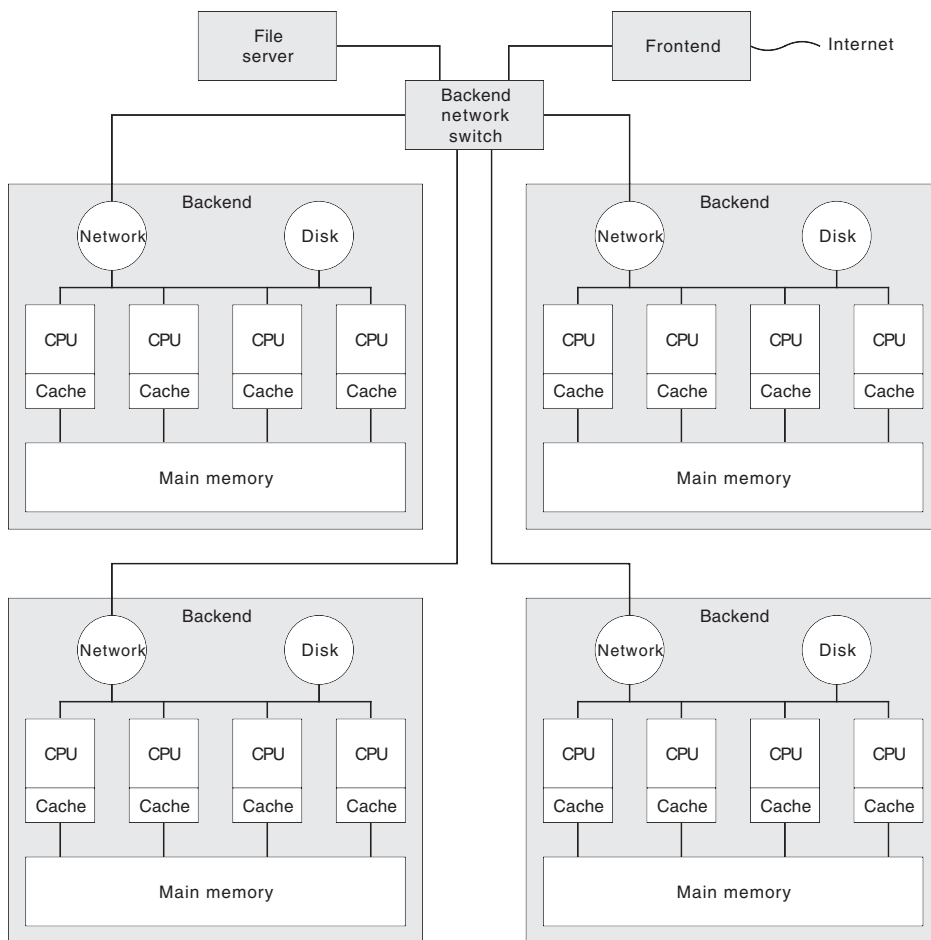 File
server
Frontend
Internet
Backend
network
switch
Backend
Network
Disk
CPU CPU CPU CPU
Cache Cache Cache Cache
Main memory
Backend
Network
Disk
CPU CPU CPU CPU
Cache Cache Cache Cache
Main memory
Backend
Network
Disk
CPU CPU CPU CPU
Cache Cache Cache Cache
Main memory
Backend
Network
Disk
CPU CPU CPU CPU
Cache Cache Cache Cache
Main memory